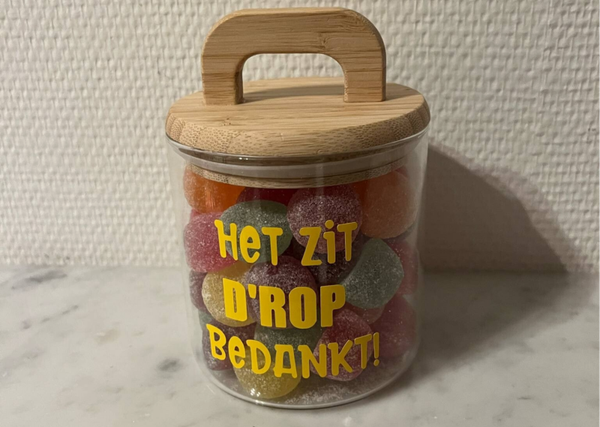 HeT ZiT
D'ROP
BeDANKT!